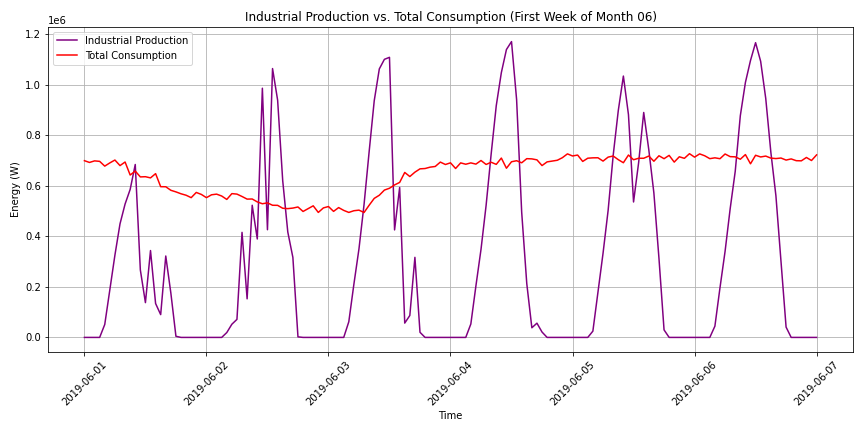 Industrial Production vs. Total Consumption (First Week of Month 06)
1e6
Industrial Production
Total Consumption
1.2
1.0
0.8
0.6
0.4
0.2
0.0
Energy (W)
2019-06-01
2019-06-02
2019-06-03
2019-06-04
2019-06-05
2019-06-06
2019-06-07
Time